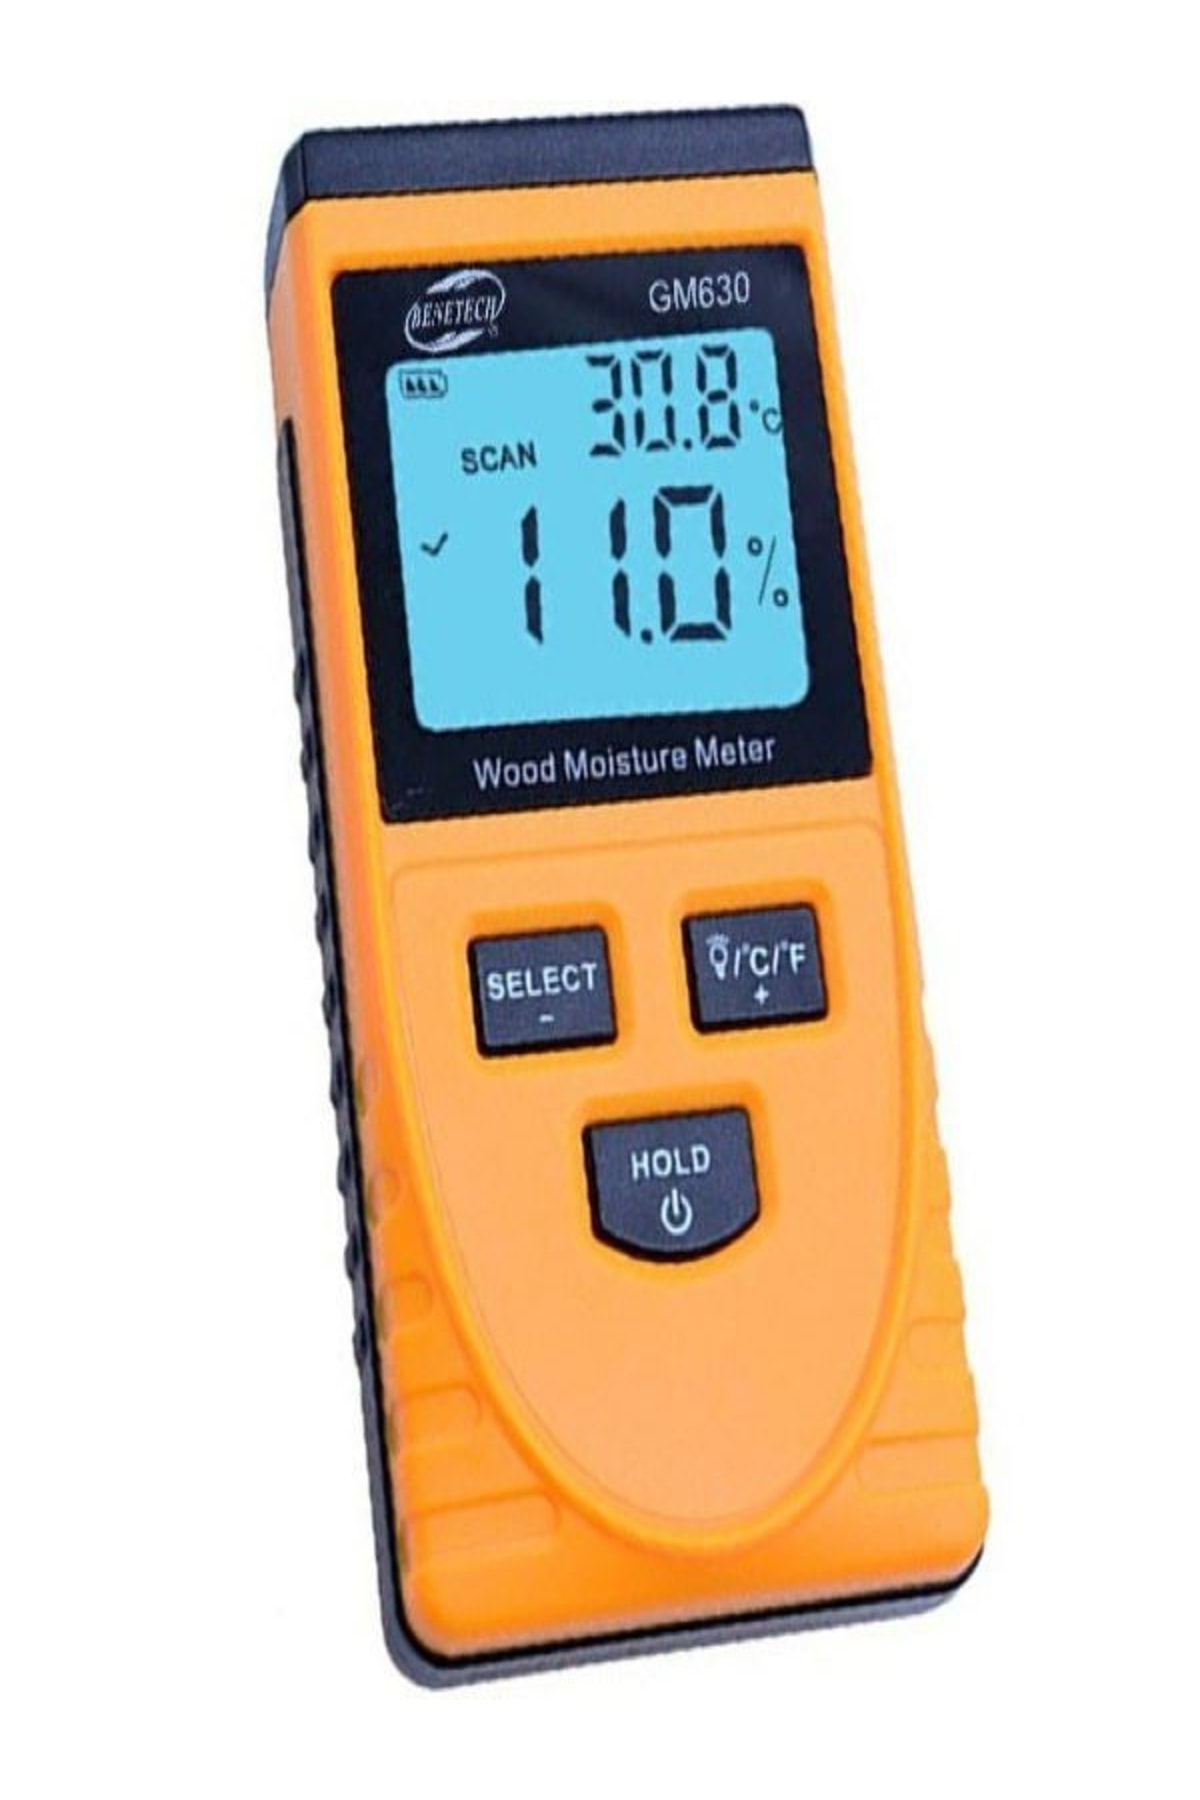 BENETECH
GM630
30.8 °C
SCAN
11.0 %
Wood Moisture Meter
SELECT
-
/°C/°F
+
HOLD